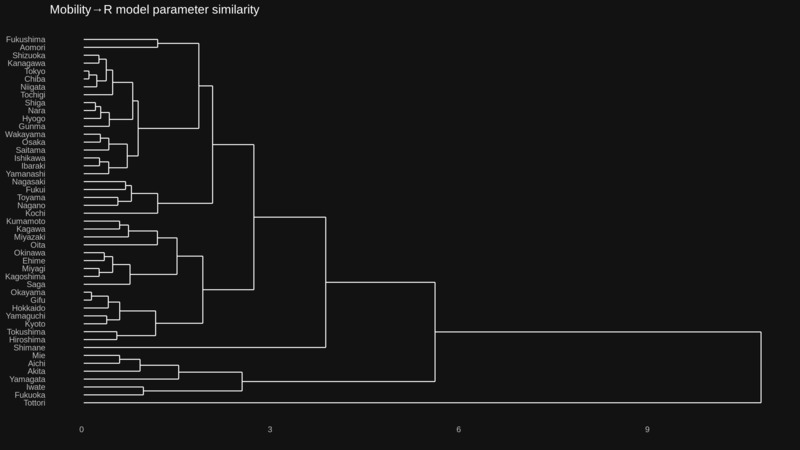 Mobility→R model parameter similarity
Fukushima
Aomori
Shizuoka
Kanagawa
Tokyo
Chiba
Niigata
Tochigi
Shiga
Nara
Hyogo
Gunma
Wakayama
Osaka
Saitama
Ishikawa
Ibaraki
Yamanashi
Nagasaki
Fukui
Toyama
Nagano
Kochi
Kumamoto
Kagawa
Miyazaki
Oita
Okinawa
Ehime
Miyagi
Kagoshima
Saga
Okayama
Gifu
Hokkaido
Yamaguchi
Kyoto
Tokushima
Hiroshima
Shimane
Mie
Aichi
Akita
Yamagata
Iwate
Fukuoka
Tottori
0 3 6 9